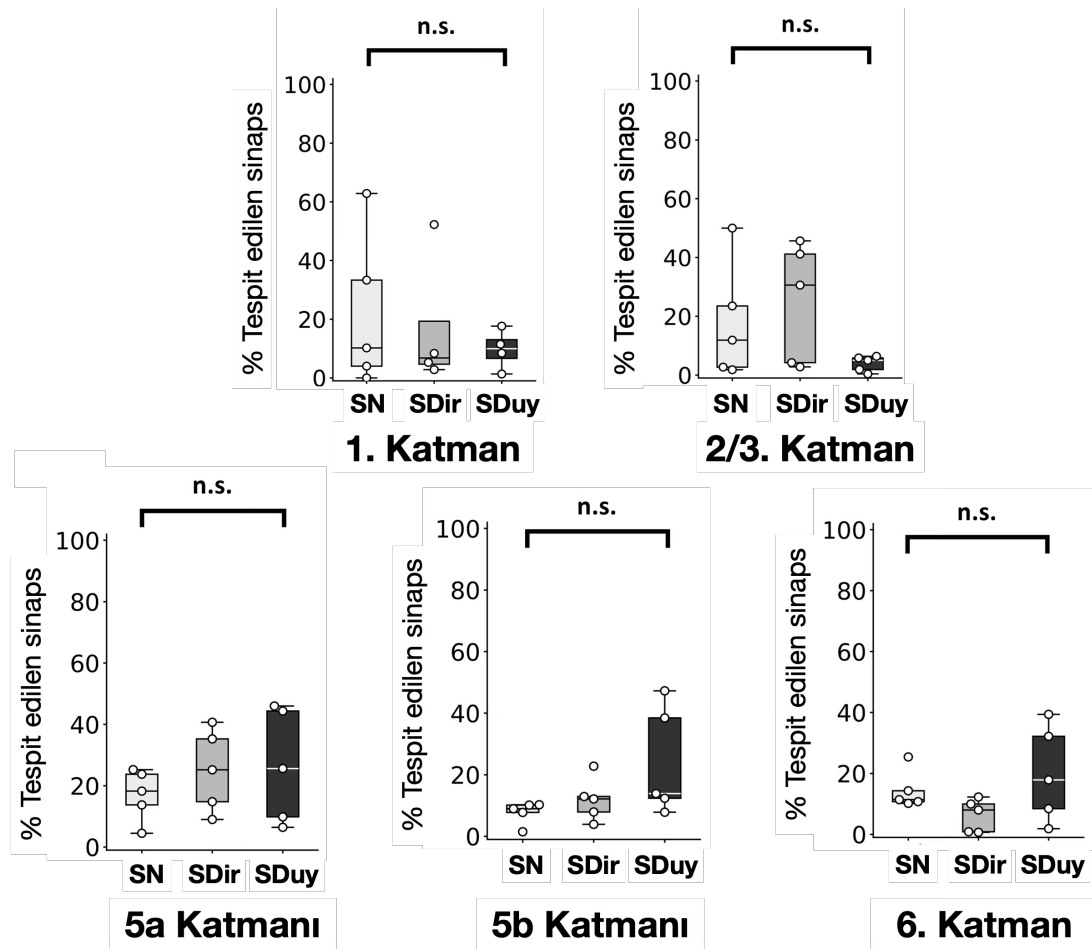 n.s.
% Tespit edilen sinaps
100
80
60
40
20
0
SN SDir SDuy
1. Katman
n.s.
% Tespit edilen sinaps
100
80
60
40
20
0
SN SDir SDuy
2/3. Katman
n.s.
% Tespit edilen sinaps
100
80
60
40
20
0
SN SDir SDuy
5a Katmanı
n.s.
% Tespit edilen sinaps
100
80
60
40
20
0
SN SDir SDuy
5b Katmanı
n.s.
% Tespit edilen sinaps
100
80
60
40
20
0
SN SDir SDuy
6. Katman